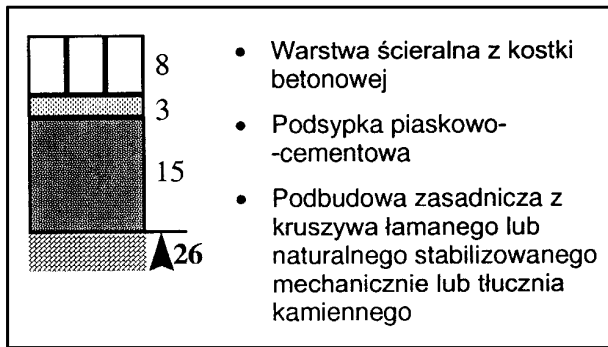 8
3
15
26
• Warstwa ścieralna z kostki
betonowej
• Podsypka piaskowo-
-cementowa
• Podbudowa zasadnicza z
kruszywa łamanego lub
naturalnego stabilizowanego
mechanicznie lub tłucznia
kamiennego